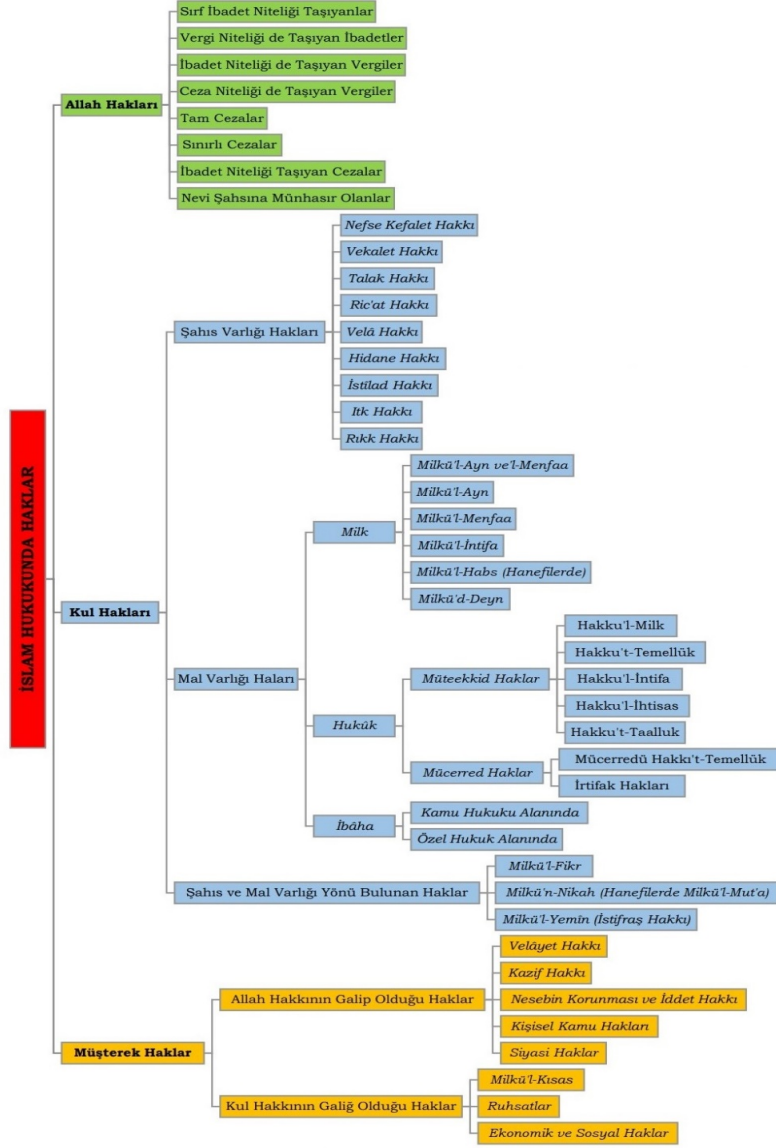 İSLAM HUKUKUNDA HAKLAR
Allah Hakları
Sırf İbadet Niteliği Taşıyanlar
Vergi Niteliği de Taşıyan İbadetler
İbadet Niteliği de Taşıyan Vergiler
Ceza Niteliği de Taşıyan Vergiler
Tam Cezalar
Sınırlı Cezalar
İbadet Niteliği Taşıyan Cezalar
Nevi Şahsına Münhasır Olanlar
Kul Hakları
Şahıs Varlığı Hakları
Nefse Kefalet Hakkı
Vekalet Hakkı
Talak Hakkı
Ric'at Hakkı
Velâ Hakkı
Hidane Hakkı
İstîlad Hakkı
Itk Hakkı
Rıkk Hakkı
Mal Varlığı Haları
Milk
Milkü'l-Ayn ve'l-Menfaa
Milkü'l-Ayn
Milkü'l-Menfaa
Milkü'l-İntifa
Milkü'l-Habs (Hanefilerde)
Milkü'd-Deyn
Hukûk
Müteekkid Haklar
Hakku'l-Milk
Hakku't-Temellük
Hakku'l-İntifa
Hakku'l-İhtisas
Hakku't-Taalluk
Mücerred Haklar
Mücerredü Hakkı't-Temellük
İrtifak Hakları
İbâha
Kamu Hukuku Alanında
Özel Hukuk Alanında
Şahıs ve Mal Varlığı Yönü Bulunan Haklar
Milkü'l-Fikr
Milkü'n-Nikah (Hanefilerde Milkü'l-Mut'a)
Milkü'l-Yemîn (İstifraş Hakkı)
Müşterek Haklar
Allah Hakkının Galip Olduğu Haklar
Velâyet Hakkı
Kazif Hakkı
Nesebin Korunması ve İddet Hakkı
Kişisel Kamu Hakları
Siyasi Haklar
Kul Hakkının Galiğ Olduğu Haklar
Milkü'l-Kısas
Ruhsatlar
Ekonomik ve Sosyal Haklar